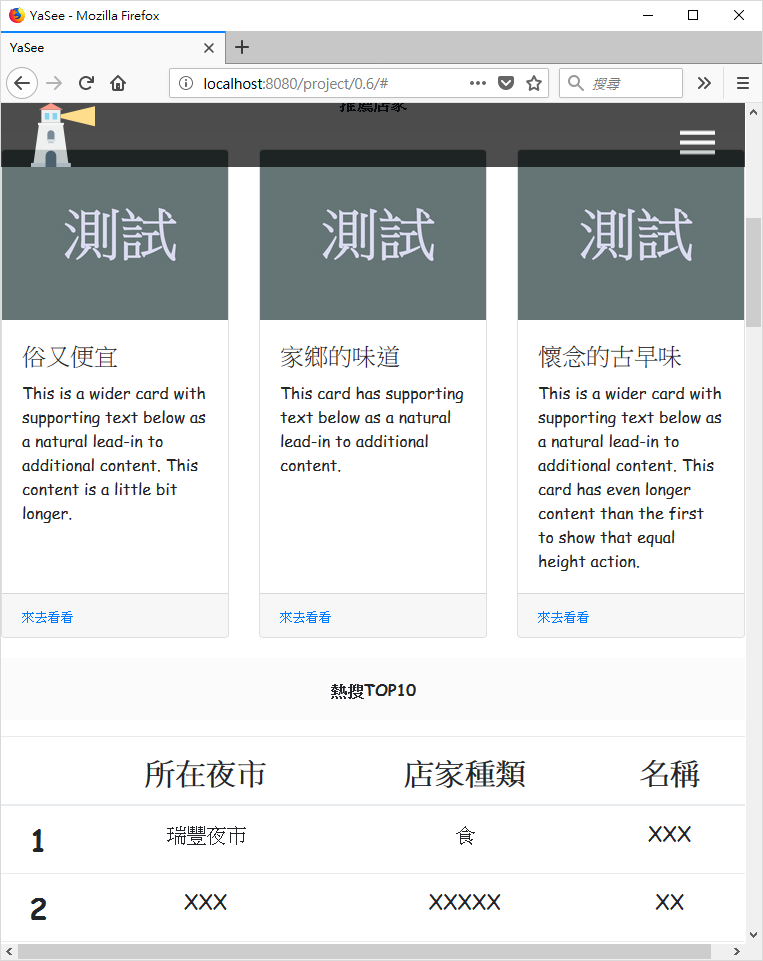 YaSee - Mozilla Firefox
YaSee
localhost:8080/project/0.6/#
搜尋
推薦店家
測試
測試
測試
俗又便宜
This is a wider card with
supporting text below as
a natural lead-in to
additional content. This
content is a little bit
longer.
來去看看
家鄉的味道
This card has supporting
text below as a natural
lead-in to additional
content.
來去看看
懷念的古早味
This is a wider card with
supporting text below as
a natural lead-in to
additional content. This
card has even longer
content than the first
to show that equal
height action.
來去看看
熱搜TOP10
所在夜市 店家種類 名稱
1 瑞豐夜市 食 XXX
2 XXX XXXXX XX